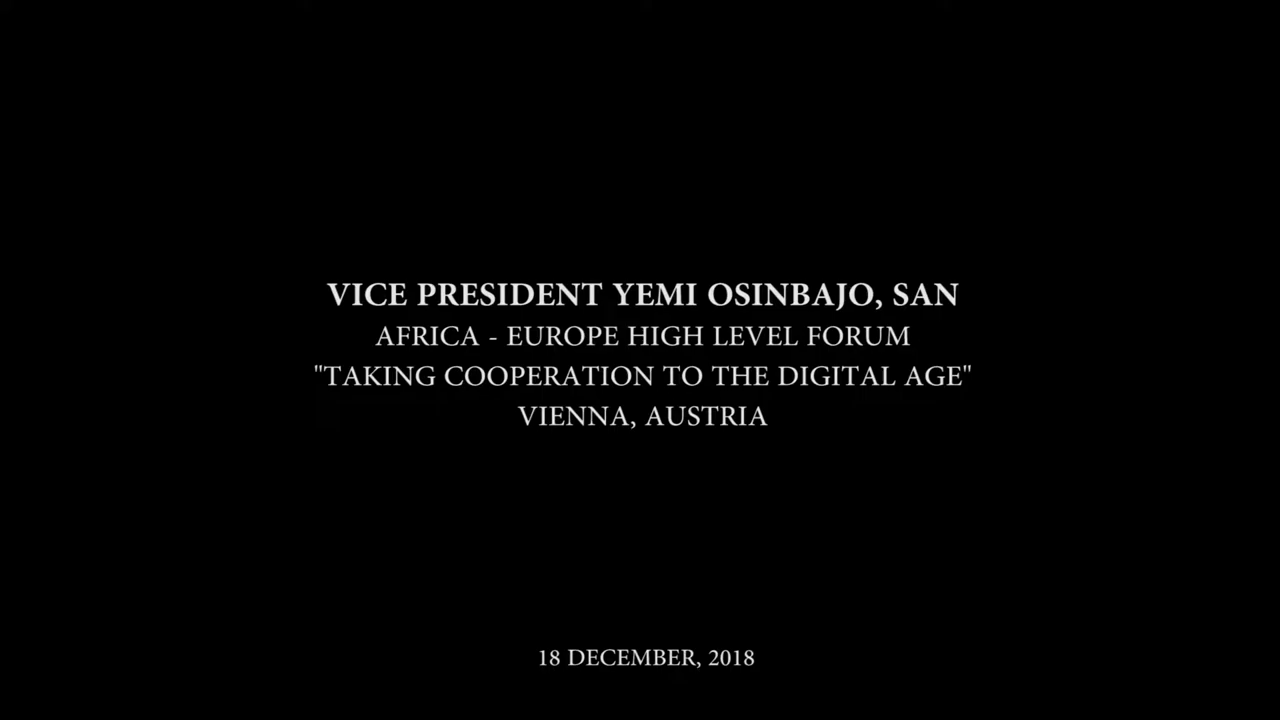 VICE PRESIDENT YEMI OSINBAJO, SAN
AFRICA - EUROPE HIGH LEVEL FORUM
"TAKING COOPERATION TO THE DIGITAL AGE"
VIENNA, AUSTRIA
18 DECEMBER, 2018